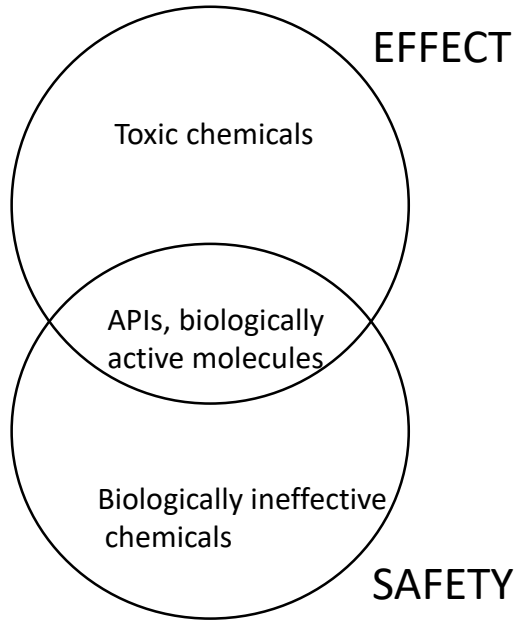 EFFECT
Toxic chemicals
APIs, biologically
active molecules
Biologically ineffective
chemicals
SAFETY